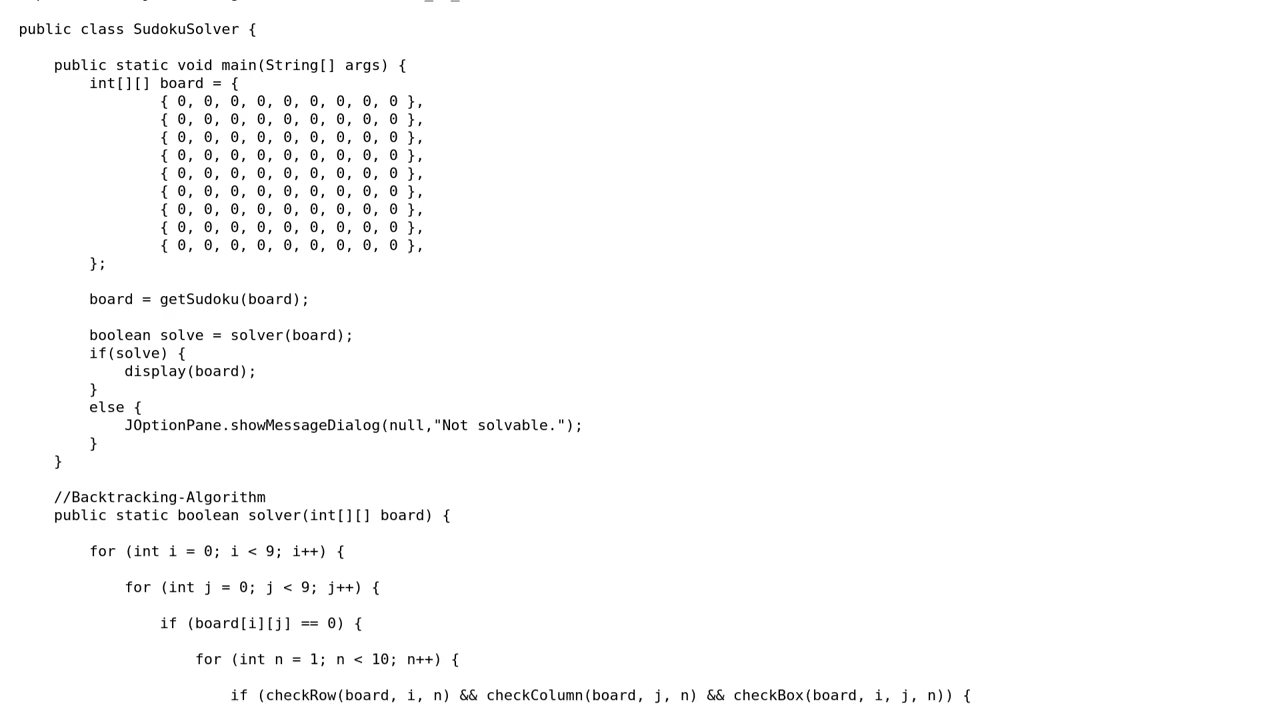 public class SudokuSolver {
public static void main(String[] args) {
int[][] board = {
{ 0, 0, 0, 0, 0, 0, 0, 0, 0 },
{ 0, 0, 0, 0, 0, 0, 0, 0, 0 },
{ 0, 0, 0, 0, 0, 0, 0, 0, 0 },
{ 0, 0, 0, 0, 0, 0, 0, 0, 0 },
{ 0, 0, 0, 0, 0, 0, 0, 0, 0 },
{ 0, 0, 0, 0, 0, 0, 0, 0, 0 },
{ 0, 0, 0, 0, 0, 0, 0, 0, 0 },
{ 0, 0, 0, 0, 0, 0, 0, 0, 0 },
{ 0, 0, 0, 0, 0, 0, 0, 0, 0 },
};
board = getSudoku(board);
boolean solve = solver(board);
if(solve) {
display(board);
}
else {
JOptionPane.showMessageDialog(null,"Not solvable.");
}
}
//Backtracking-Algorithm
public static boolean solver(int[][] board) {
for (int i = 0; i < 9; i++) {
for (int j = 0; j < 9; j++) {
if (board[i][j] == 0) {
for (int n = 1; n < 10; n++) {
if (checkRow(board, i, n) && checkColumn(board, j, n) && checkBox(board, i, j, n)) {